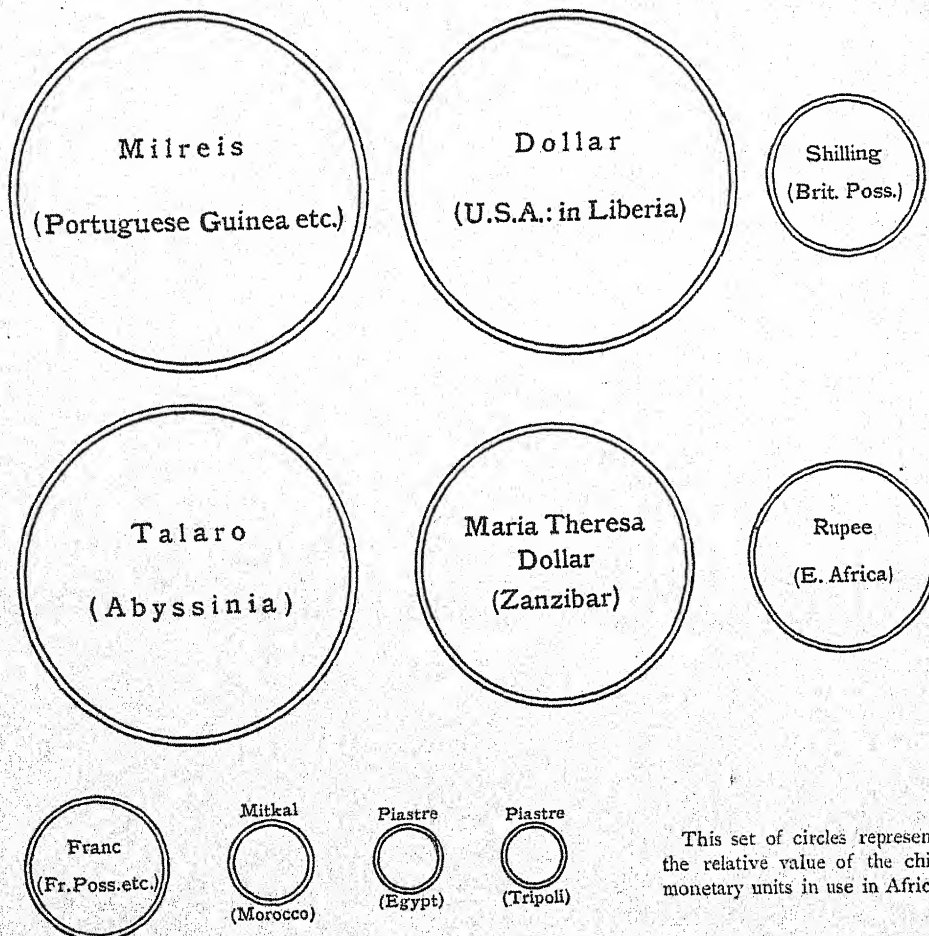 Milreis
(Portuguese Guinea etc.)
Dollar
(U.S.A.: in Liberia)
Shilling
(Brit. Poss.)
Talaro
(Abyssinia)
Maria Theresa
Dollar
(Zanzibar)
Rupee
(E. Africa)
Franc
(Fr. Poss. etc.)
Mitkal
(Morocco)
Piastre
(Egypt)
Piastre
(Tripoli)
This set of circles represen
the relative value of the chi
monetary units in use in Afric